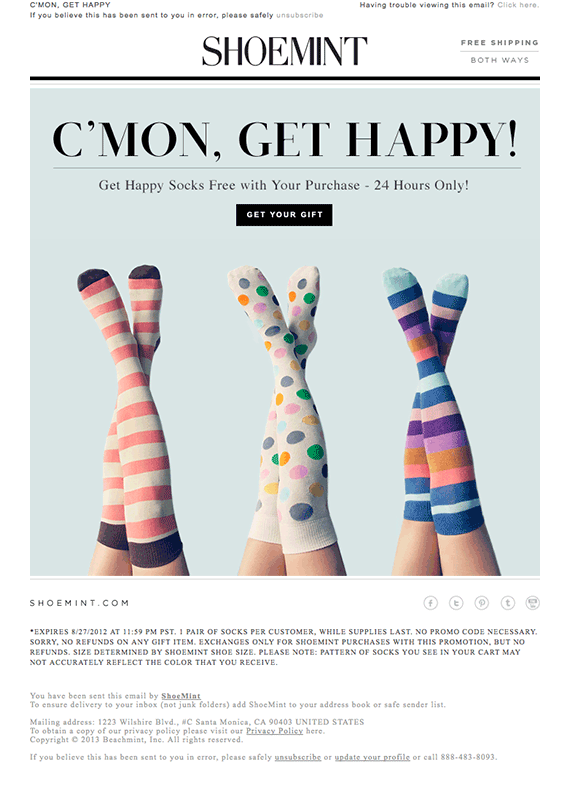 C'MON, GET HAPPY
Having trouble viewing this email? Click here.
If you believe this has been sent to you in error, please safely unsubscribe
SHOEMINT
FREE SHIPPING
BOTH WAYS
C'MON, GET HAPPY!
Get Happy Socks Free with Your Purchase - 24 Hours Only!
GET YOUR GIFT
SHOEMINT.COM
*EXPIRES 8/27/2012 AT 11:59 PM PST. 1 PAIR OF SOCKS PER CUSTOMER, WHILE SUPPLIES LAST. NO PROMO CODE NECESSARY.
SORRY, NO REFUNDS ON ANY GIFT ITEM. EXCHANGES ONLY FOR SHOEMINT PURCHASES WITH THIS PROMOTION, BUT NO
REFUNDS. SIZE DETERMINED BY SHOEMINT SHOE SIZE. PLEASE NOTE: PATTERN OF SOCKS YOU SEE IN YOUR CART MAY
NOT ACCURATELY REFLECT THE COLOR THAT YOU RECEIVE.
You have been sent this email by ShoeMint
To ensure delivery to your inbox (not junk folders) add ShoeMint to your address book or safe sender list.
Mailing address: 1223 Wilshire Blvd., #C Santa Monica, CA 90403 UNITED STATES
To obtain a copy of our privacy policy please visit our Privacy Policy here.
Copyright © 2013 Beachmint, Inc. All rights reserved.
If you believe this has been sent to you in error, please safely unsubscribe or update your profile or call 888-483-8093.